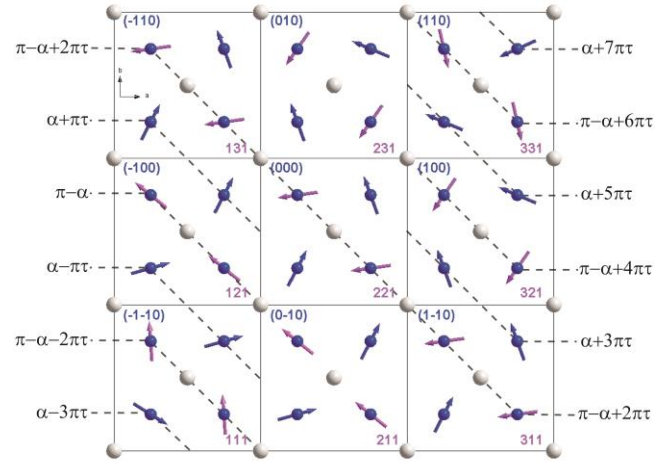 (-110) (010) (110)
π-α+2πτ α+7πτ
b
a
α+πτ π-α+6πτ
131 231 331
(-100) (000) (100)
π-α α+5πτ
α-πτ π-α+4πτ
121 221 321
(-1-10) (0-10) (1-10)
π-α-2πτ α+3πτ
α-3πτ π-α+2πτ
111 211 311